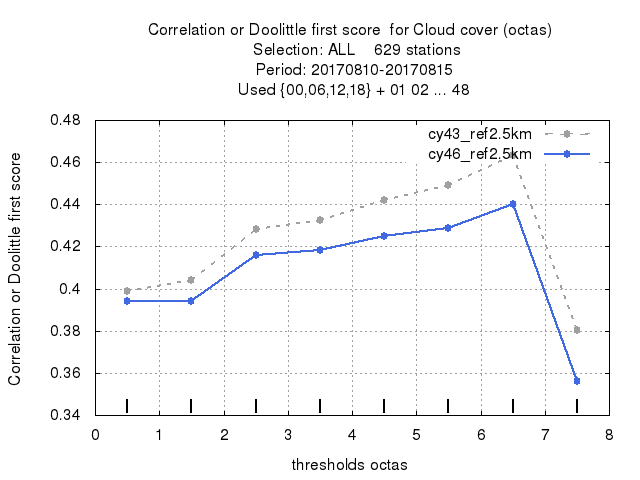 Correlation or Doolittle first score  for Cloud cover (octas)
Selection: ALL    629 stations
Period: 20170810-20170815
Used {00,06,12,18} + 01 02 ... 48
cy43_ref2.5km
cy46_ref2.5km
Correlation or Doolittle first score
0.48
0.46
0.44
0.42
0.4
0.38
0.36
0.34
0 1 2 3 4 5 6 7 8
thresholds octas